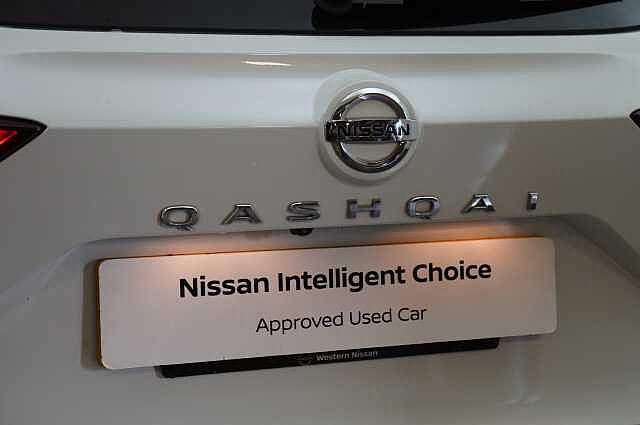 NISSAN
QASHQAI
Nissan Intelligent Choice
Approved Used Car
Western Nissan